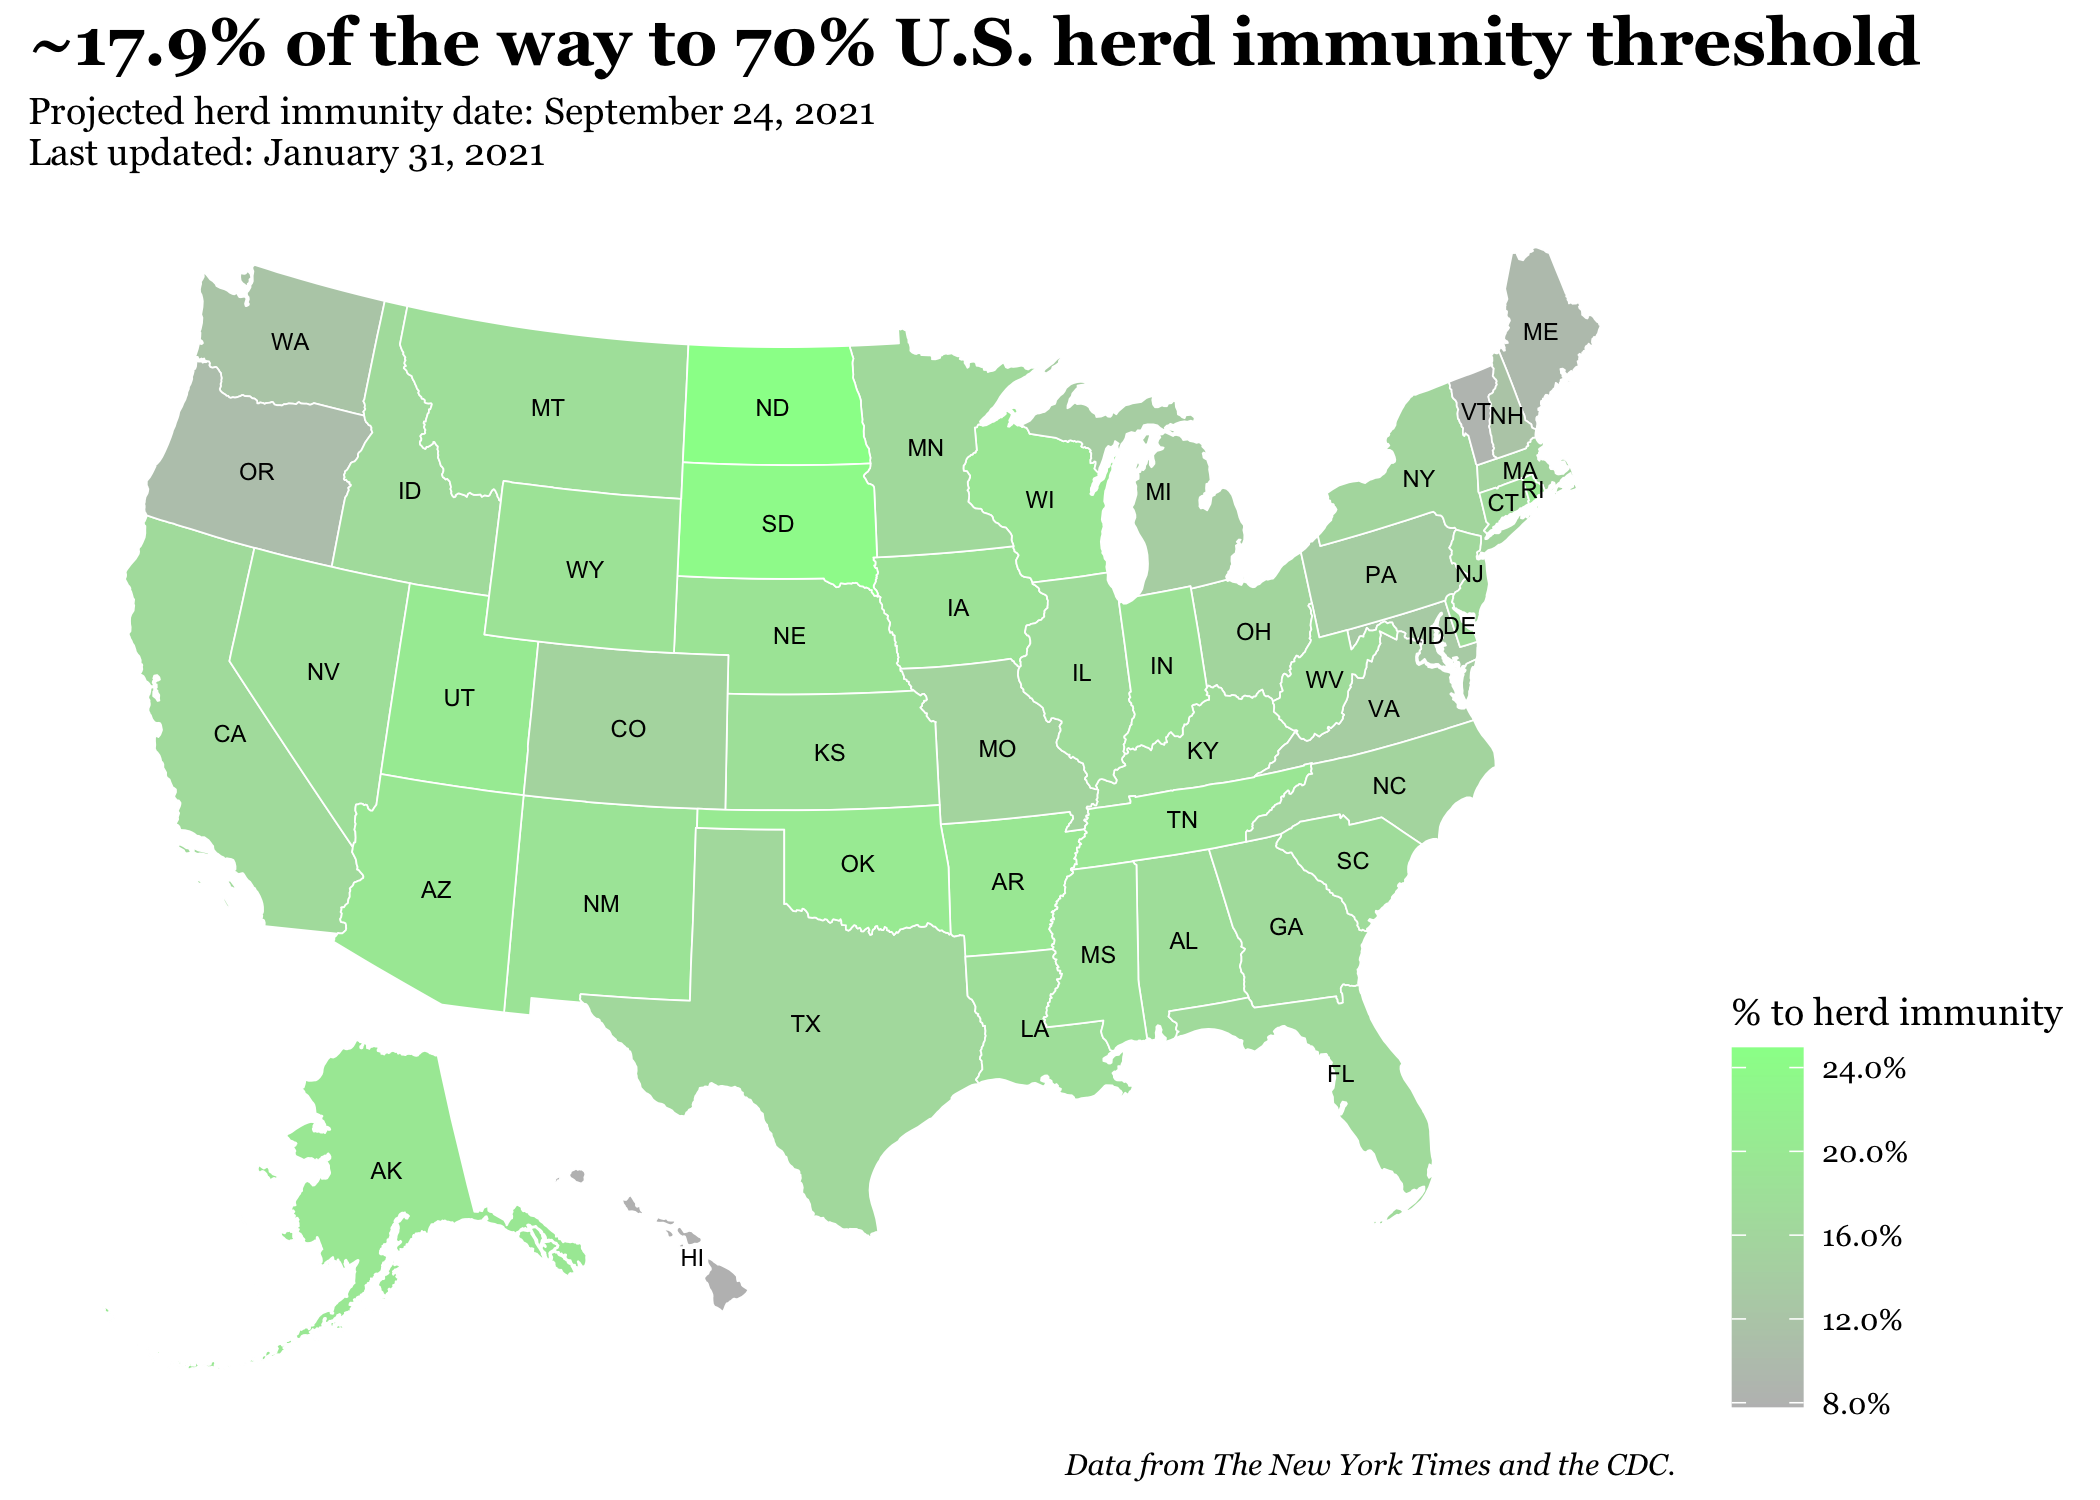 ~17.9% of the way to 70% U.S. herd immunity threshold
Projected herd immunity date: September 24, 2021
Last updated: January 31, 2021
WA
ME
MT
ND
VT
NH
OR
MN
ID
SD
WI
MI
NY
MA
RI
CT
WY
IA
PA
NJ
NE
OH
MD
DE
NV
UT
CO
IL
IN
WV
VA
CA
KS
MO
KY
NC
TN
OK
AR
SC
AZ
NM
GA
MS
AL
TX
LA
FL
AK
HI
% to herd immunity
24.0%
20.0%
16.0%
12.0%
8.0%
Data from The New York Times and the CDC.